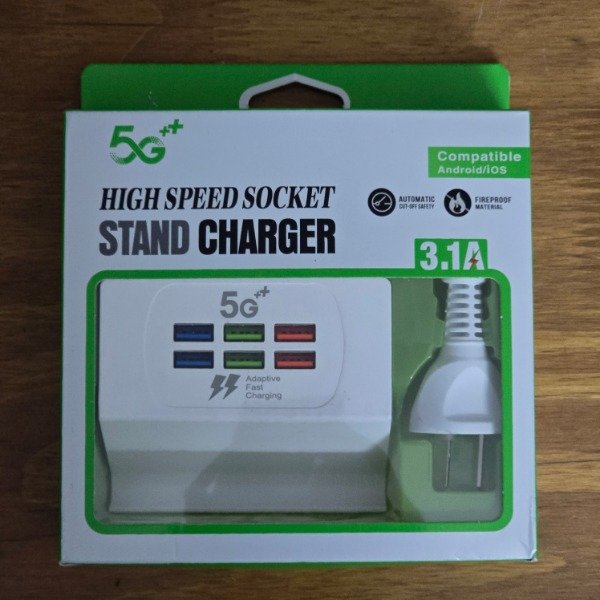 5G++
Compatible
Android/iOS
HIGH SPEED SOCKET
STAND CHARGER
AUTOMATIC
CUT-OFF SAFETY
FIREPROOF
MATERIAL
3.1A
5G++
Adaptive
Fast
Charging